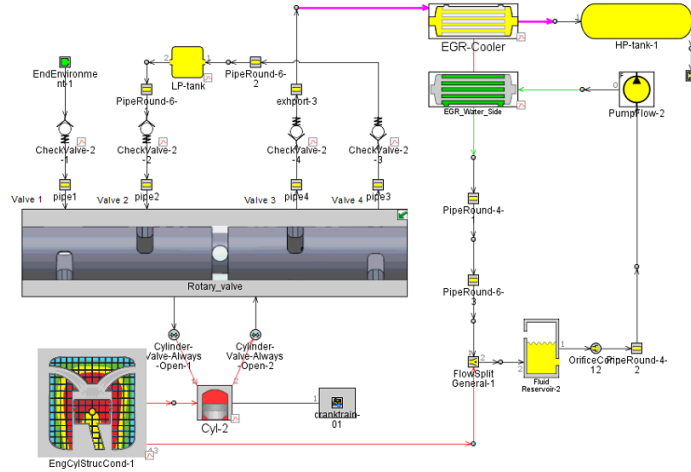 EGR-Cooler
HP-tank-1
EndEnvironme
nt-1
LP-tank
PipeRound-6-
2
PipeRound-6-
exhport-3
EGR_Water_Side
PumpFlow-2
CheckValve-2
-1
CheckValve-2
-2
CheckValve-2
-4
CheckValve-2
-3
Valve 1
pipe1
Valve 2
pipe2
Valve 3
pipe4
Valve 4
pipe3
PipeRound-4-
1
Rotary_valve
PipeRound-6-
3
Cylinder-
Valve-Always
-Open-1
Cylinder-
Valve-Always
-Open-2
FlowSplit
General-1
Fluid
Reservoir-2
OrificeCon
12
PipeRound-4-
2
Cyl-2
cranktrain-
01
EngCylStrucCond-1